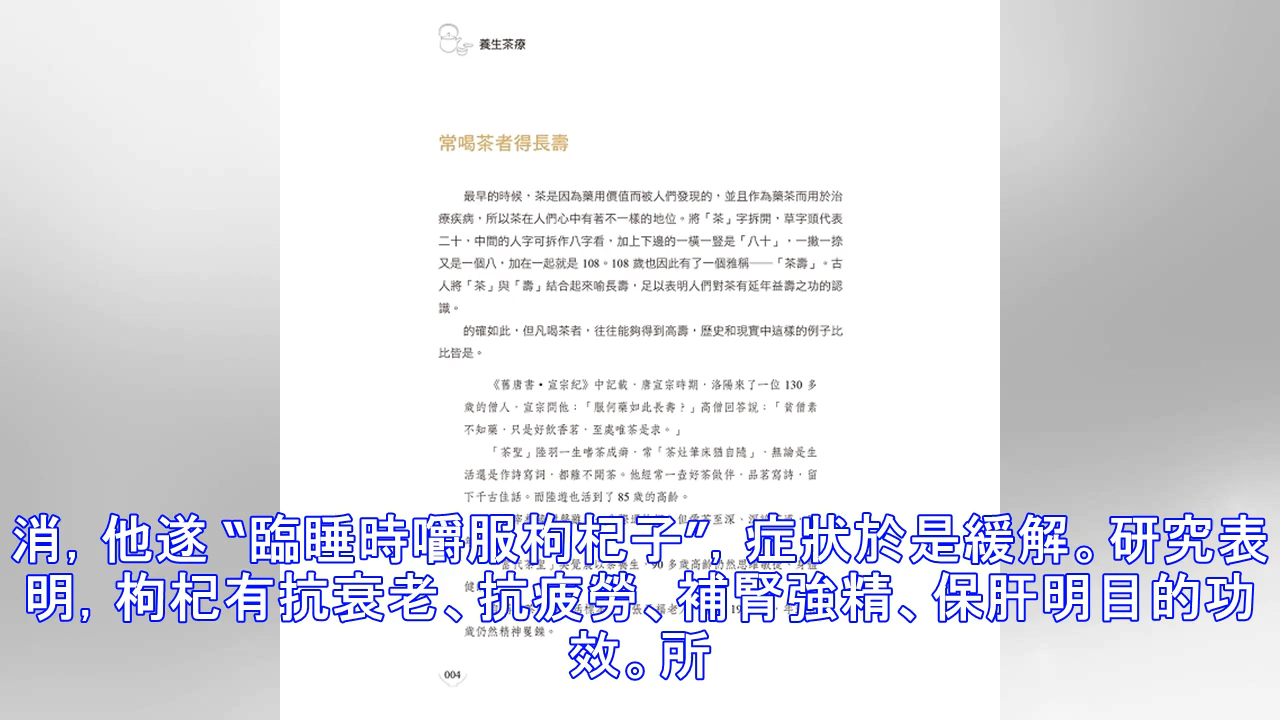 養生茶療
常喝茶者得長壽
最早的時候，茶是因為藥用價值而被人們發現的，並且作為藥茶而用於治
療疾病，所以茶在人們心中有著不一樣的地位。將「茶」字拆開，草字頭代表
二十，中間的人字可拆作八字看，加上下邊的一橫一豎是「八十」，一撇一捺
又是一個八，加在一起就是 108。108 歲也因此有了一個雅稱——「茶壽」。古
人將「茶」與「壽」結合起來喻長壽，足以表明人們對茶有延年益壽之功的認
識。
的確如此，但凡喝茶者，往往能夠得到高壽，歷史和現實中這樣的例子比
比皆是。
《舊唐書•宣宗紀》中記載，唐宣宗時期，洛陽來了一位 130 多
歲的僧人，宣宗問他：「服何藥如此長壽？」高僧回答說：「貧僧素
不知藥，只是好飲香茗，至處唯茶是求。」
「茶聖」陸羽一生嗜茶成癖，常「茶灶筆床猶自隨」，無論是生
活還是作詩寫詞，都離不開茶。他經常一壺好茶做伴，品茗寫詩，留
下千古佳話。而陸遊也活到了 85 歲的高齡。
消, 他遂“臨睡時嚼服枸杞子”, 症狀於是緩解。研究表
明, 枸杞有抗衰老、抗疲勞、補腎強精、保肝明目的功
效。所
歲仍然精神矍鑠。
004